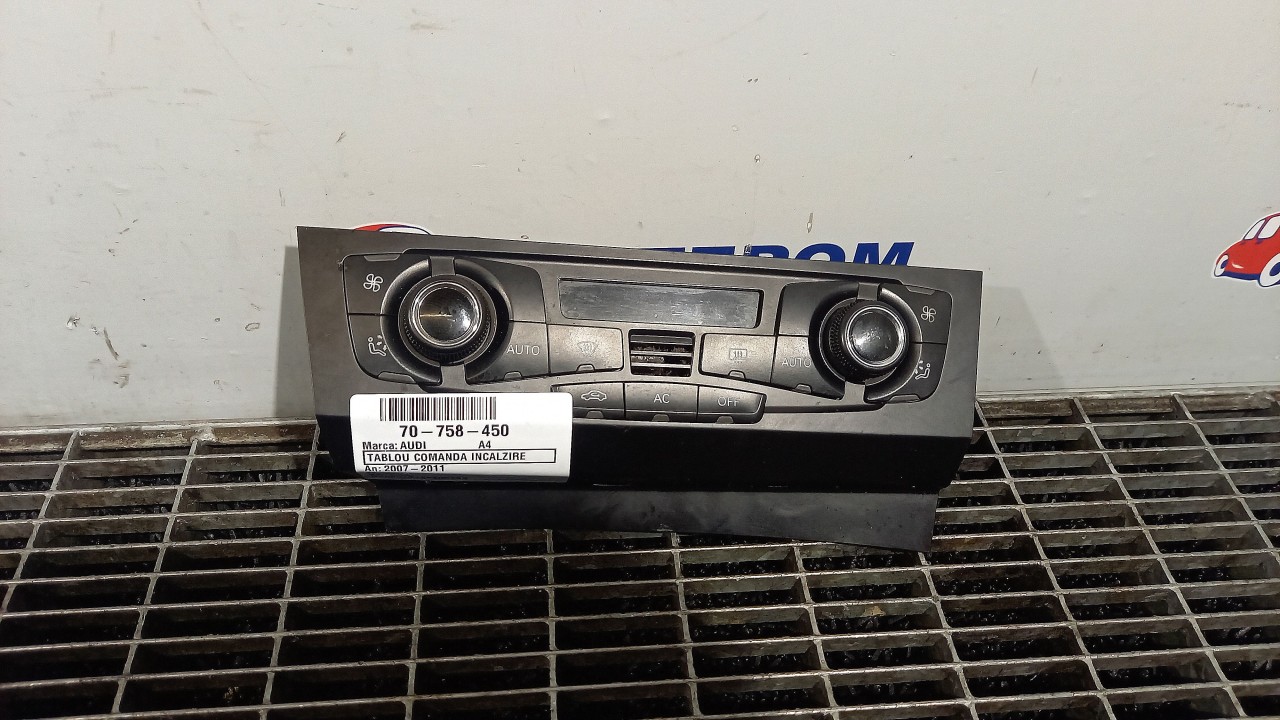 AUTO
AUTO
AC
OFF
70-758-450
Marca: AUDI A4
TABLOU COMANDA INCALZIRE
An: 2007-2011